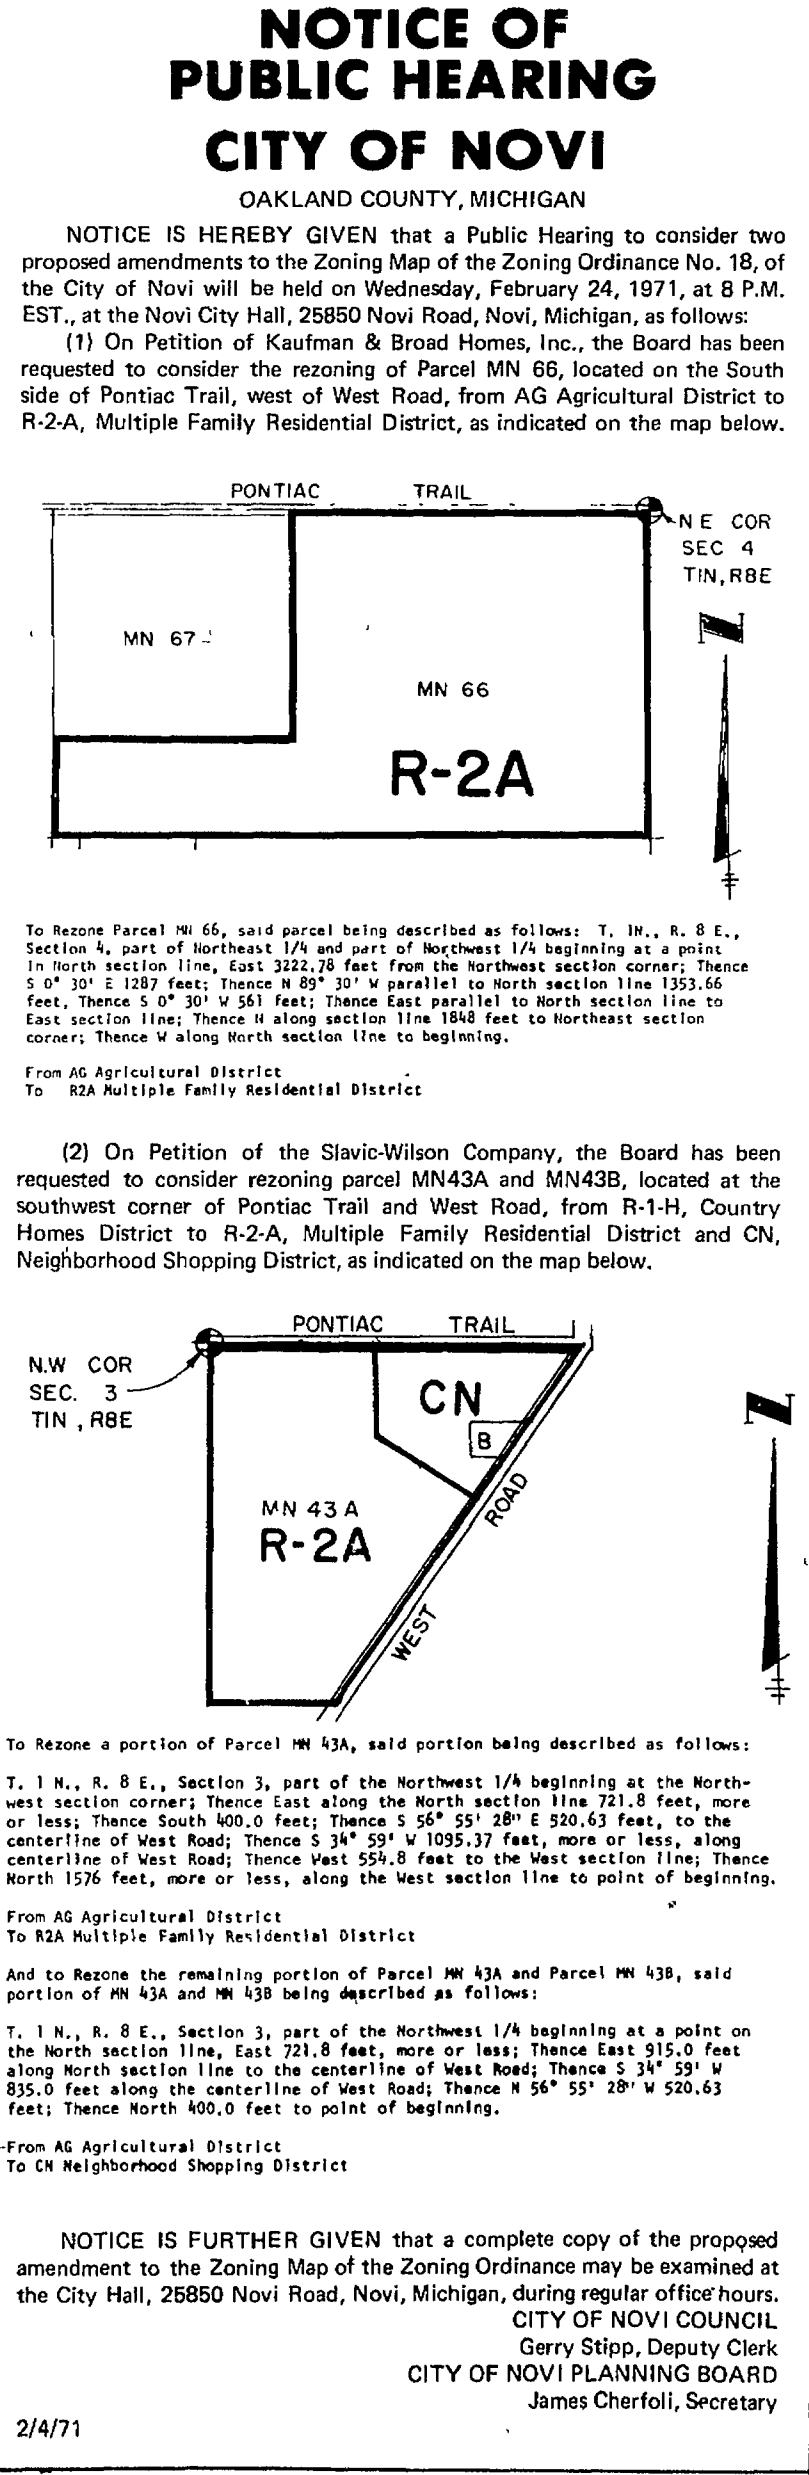 NOTICE OF
PUBLIC HEARING
CITY OF NOVI
OAKLAND COUNTY, MICHIGAN
NOTICE IS HEREBY GIVEN that a Public Hearing to consider two
proposed amendments to the Zoning Map of the Zoning Ordinance No. 18, of
the City of Novi will be held on Wednesday, February 24, 1971, at 8 P.M.
EST., at the Novi City Hall, 25850 Novi Road, Novi, Michigan, as follows:
(1) On Petition of Kaufman & Broad Homes, Inc., the Board has been
requested to consider the rezoning of Parcel MN 66, located on the South
side of Pontiac Trail, west of West Road, from AG Agricultural District to
R-2-A, Multiple Family Residential District, as indicated on the map below.
PONTIAC TRAIL
N E COR
SEC 4
T1N, R8E
N
MN 67
MN 66
R-2A
To Rezone Parcel MN 66, said parcel being described as follows: T. 1N., R. 8 E.,
Section 4, part of Northeast 1/4 and part of Northwest 1/4 beginning at a point
in North section line, East 3222.78 feet from the Northwest section corner; Thence
S 0° 30' E 1287 feet; Thence N 89° 30' W parallel to North section line 1353.66
feet, Thence S 0° 30' W 561 feet; Thence East parallel to North section line to
East section line; Thence N along section line 1848 feet to Northeast section
corner; Thence W along North section line to beginning.
From AG Agricultural District
To R2A Multiple Family Residential District
(2) On Petition of the Slavic-Wilson Company, the Board has been
requested to consider rezoning parcel MN43A and MN43B, located at the
southwest corner of Pontiac Trail and West Road, from R-1-H, Country
Homes District to R-2-A, Multiple Family Residential District and CN,
Neighborhood Shopping District, as indicated on the map below.
PONTIAC TRAIL
N.W COR
SEC. 3
T1N , R8E
CN
B
N
MN 43 A
R-2A
WEST ROAD
To Rezone a portion of Parcel MN 43A, said portion being described as follows:
T. 1 N., R. 8 E., Section 3, part of the Northwest 1/4 beginning at the North-
west section corner; Thence East along the North section line 721.8 feet, more
or less; Thence South 400.0 feet; Thence S 56° 55' 28" E 520.63 feet, to the
centerline of West Road; Thence S 34° 59' W 1095.37 feet, more or less, along
centerline of West Road; Thence West 554.8 feet to the West section line; Thence
North 1576 feet, more or less, along the West section line to point of beginning.
From AG Agricultural District
To R2A Multiple Family Residential District
And to Rezone the remaining portion of Parcel MN 43A and Parcel MN 43B, said
portion of MN 43A and MN 43B being described as follows:
T. 1 N., R. 8 E., Section 3, part of the Northwest 1/4 beginning at a point on
the North section line, East 721.8 feet, more or less; Thence East 915.0 feet
along North section line to the centerline of West Road; Thence S 34° 59' W
835.0 feet along the centerline of West Road; Thence N 56° 55' 28" W 520.63
feet; Thence North 400.0 feet to point of beginning.
From AG Agricultural District
To CN Neighborhood Shopping District
NOTICE IS FURTHER GIVEN that a complete copy of the proposed
amendment to the Zoning Map of the Zoning Ordinance may be examined at
the City Hall, 25850 Novi Road, Novi, Michigan, during regular office hours.
CITY OF NOVI COUNCIL
Gerry Stipp, Deputy Clerk
CITY OF NOVI PLANNING BOARD
James Cherfoli, Secretary
2/4/71